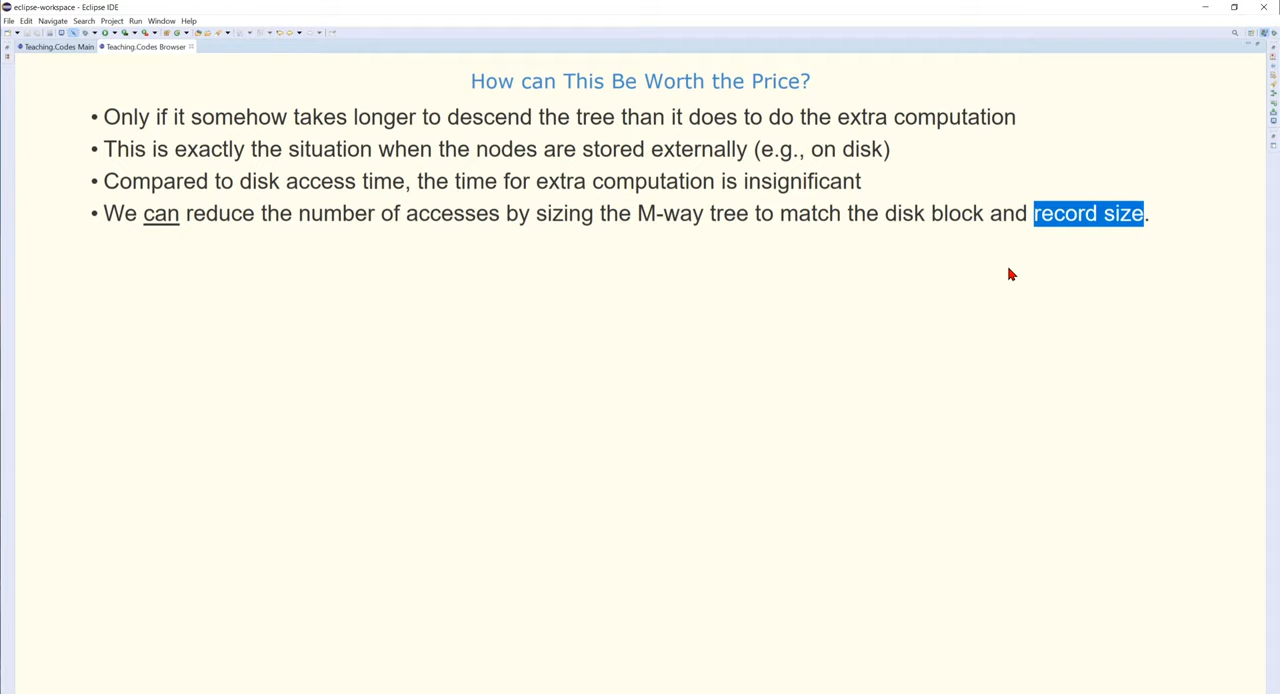 eclipse-workspace - Eclipse IDE
File Edit Navigate Search Project Run Window Help
Teaching.Codes Main Teaching.Codes Browser
How can This Be Worth the Price?
• Only if it somehow takes longer to descend the tree than it does to do the extra computation
• This is exactly the situation when the nodes are stored externally (e.g., on disk)
• Compared to disk access time, the time for extra computation is insignificant
• We can reduce the number of accesses by sizing the M-way tree to match the disk block and record size.